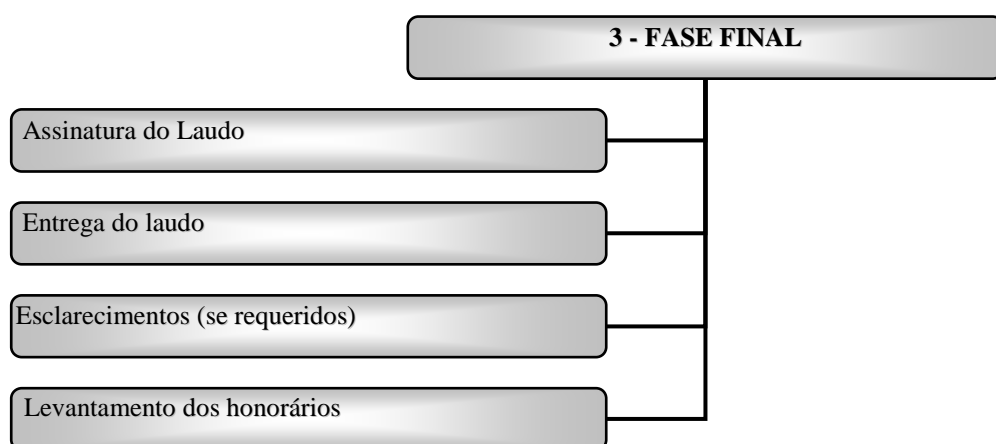 3 - FASE FINAL
Assinatura do Laudo
Entrega do laudo
Esclarecimentos (se requeridos)
Levantamento dos honorários